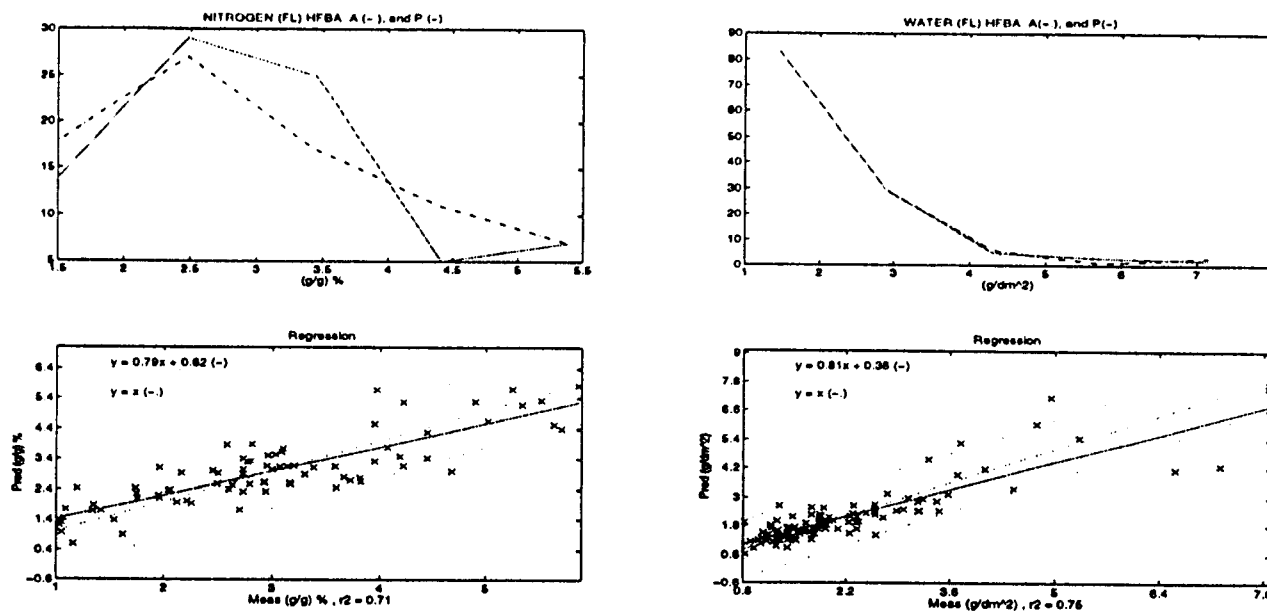 NITROGEN (FL) HFBA A(-), and P (-)
30
25
20
15
10
5
1.5 2 2.5 3 3.5 4 4.5 5 5.5
(g/g) %
WATER (FL) HFBA A(-), and P(-)
90
80
70
60
50
40
30
20
10
0
1 2 3 4 5 6 7
(g/dm^2)
Regression
y = 0.79x + 0.62 (-)
y = x (-.)
Pred (g/g) %
6.4
5.4
4.4
3.4
2.4
1.4
0.4
-0.6
1 2 3 4 5
Meas (g/g) % , r2 = 0.71
Regression
y = 0.81x + 0.36 (-)
y = x (-.)
Pred (g/dm^2)
9
7.8
6.6
5.4
4.2
3
1.8
0.6
-0.6
0.8 2.2 3.6 5 6.4 7.8
Meas (g/dm^2) , r2 = 0.75